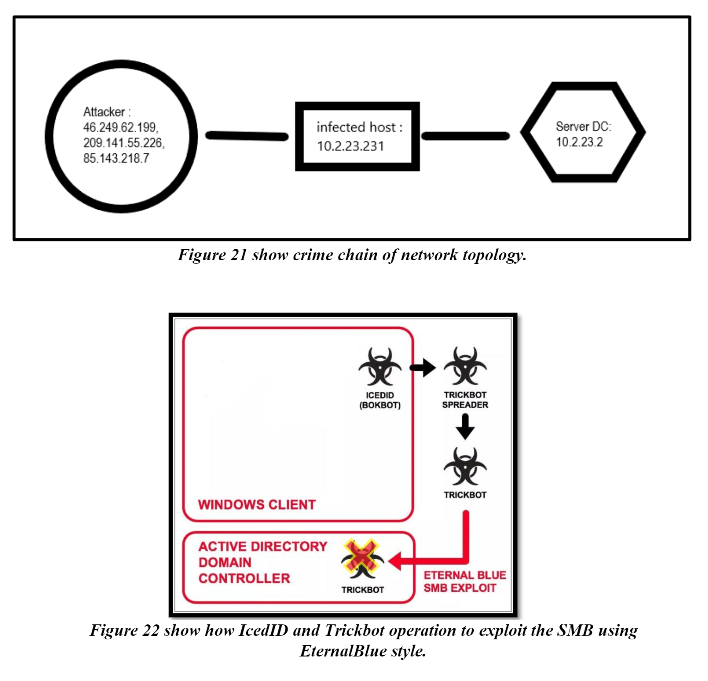 Attacker :
46.249.62.199,
209.141.55.226,
85.143.218.7
infected host :
10.2.23.231
Server DC:
10.2.23.2
Figure 21 show crime chain of network topology.
ICEDID
(BOKBOT)
TRICKBOT
SPREADER
TRICKBOT
WINDOWS CLIENT
ACTIVE DIRECTORY
DOMAIN
CONTROLLER
TRICKBOT
ETERNAL BLUE
SMB EXPLOIT
Figure 22 show how IcedID and Trickbot operation to exploit the SMB using
EternalBlue style.